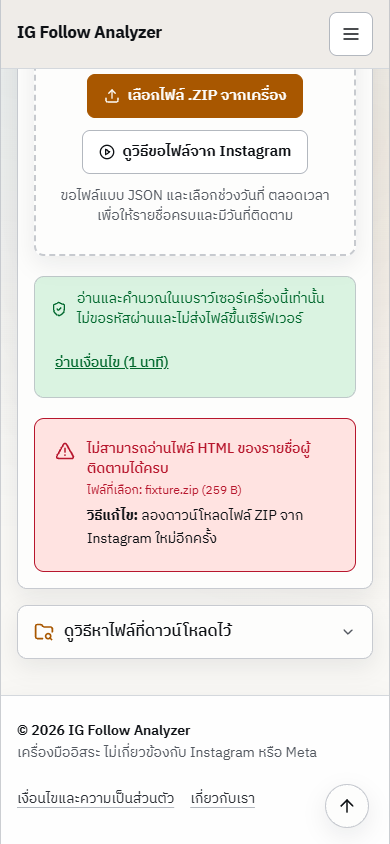 IG Follow Analyzer
เลือกไฟล์ .ZIP จากเครื่อง
ดูวิธีขอไฟล์จาก Instagram
ขอไฟล์แบบ JSON และเลือกช่วงวันที่ ตลอดเวลา
เพื่อให้รายชื่อครบและมีวันที่ติดตาม
อ่านและคำนวณในเบราว์เซอร์เครื่องนี้เท่านั้น
ไม่ขอรหัสผ่านและไม่ส่งไฟล์ขึ้นเซิร์ฟเวอร์
อ่านเงื่อนไข (1 นาที)
ไม่สามารถอ่านไฟล์ HTML ของรายชื่อผู้
ติดตามได้ครบ
ไฟล์ที่เลือก: fixture.zip (259 B)
วิธีแก้ไข: ลองดาวน์โหลดไฟล์ ZIP จาก
Instagram ใหม่อีกครั้ง
ดูวิธีหาไฟล์ที่ดาวน์โหลดไว้
© 2026 IG Follow Analyzer
เครื่องมืออิสระ ไม่เกี่ยวข้องกับ Instagram หรือ Meta
เงื่อนไขและความเป็นส่วนตัว เกี่ยวกับเรา